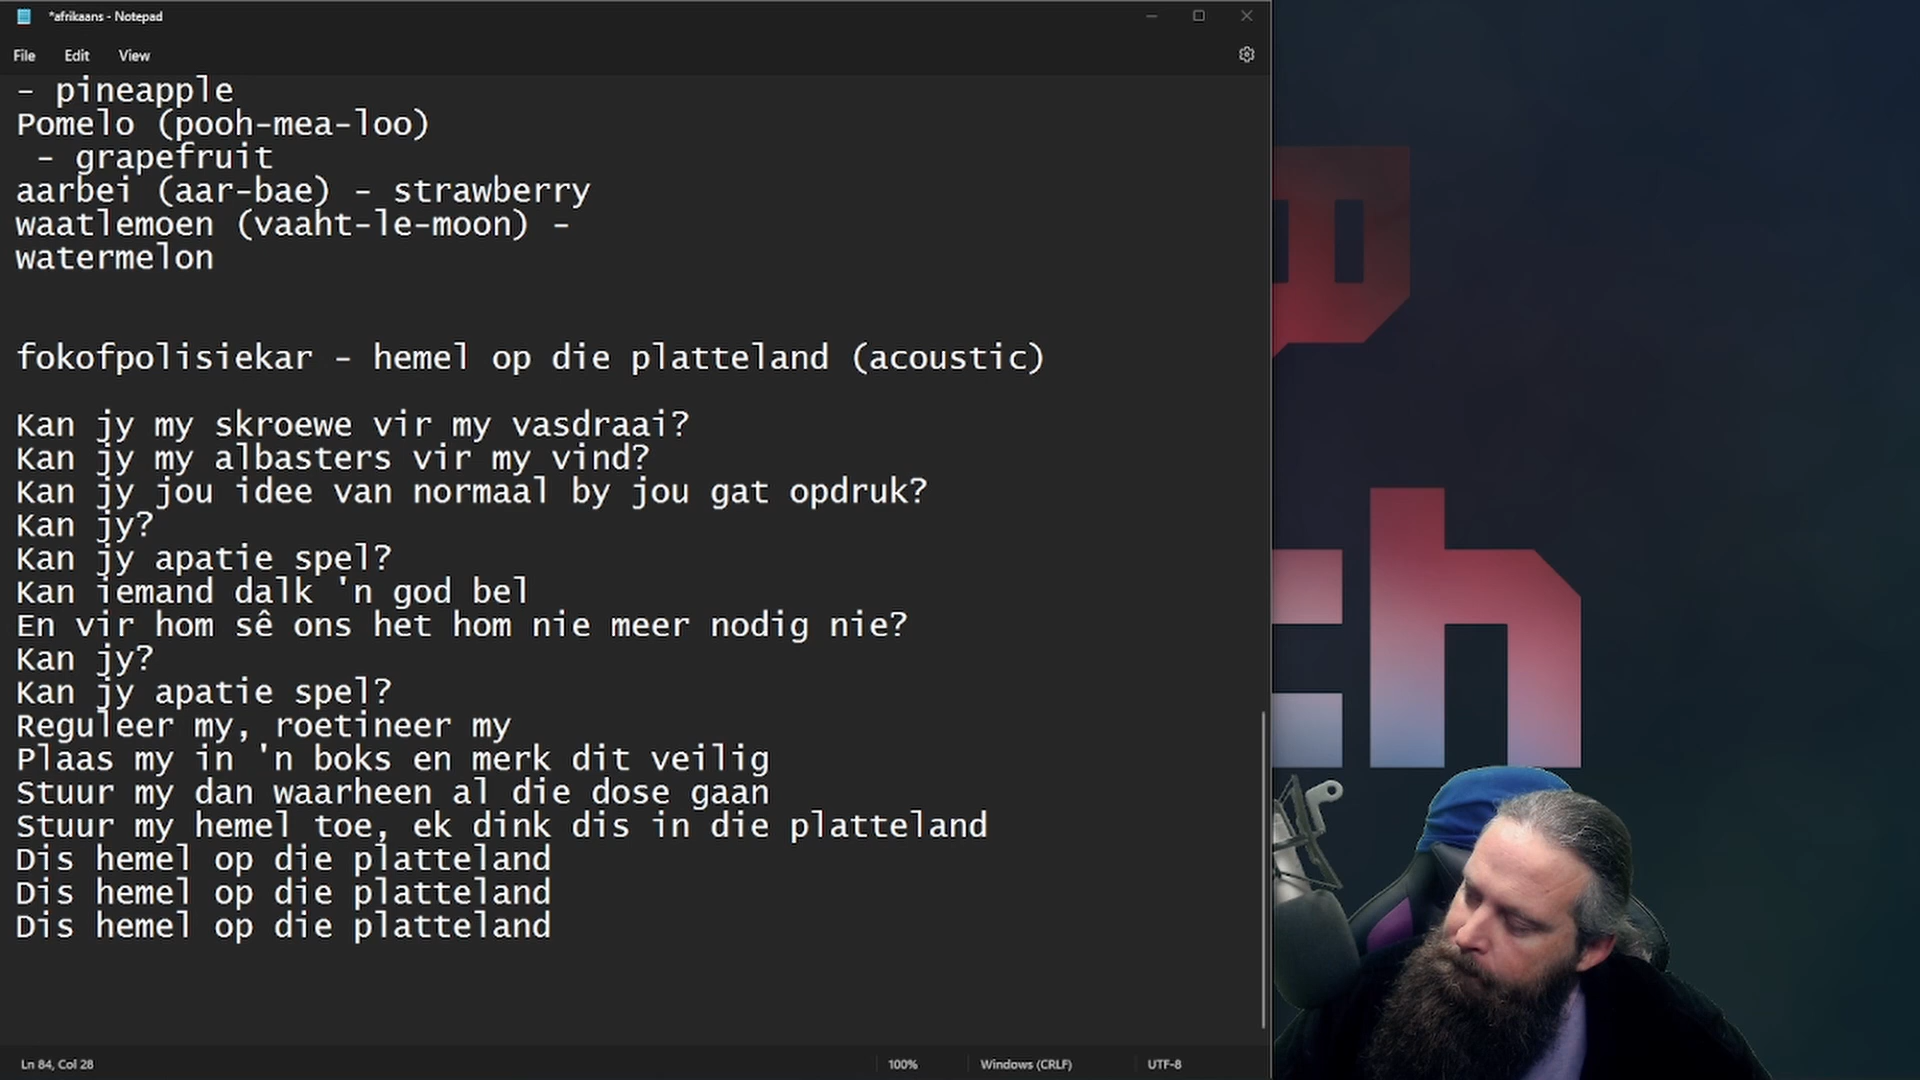 *afrikaans - Notepad
File Edit View
- pineapple
Pomelo (pooh-mea-loo)
- grapefruit
aarbei (aar-bae) - strawberry
waatlemoen (vaaht-le-moon) -
watermelon
fokofpolisiekar - hemel op die platteland (acoustic)
Kan jy my skroewe vir my vasdraai?
Kan jy my albasters vir my vind?
Kan jy jou idee van normaal by jou gat opdruk?
Kan jy?
Kan jy apatie spel?
Kan iemand dalk 'n god bel
En vir hom sê ons het hom nie meer nodig nie?
Kan jy?
Kan jy apatie spel?
Reguleer my, roetineer my
Plaas my in 'n boks en merk dit veilig
Stuur my dan waarheen al die dose gaan
Stuur my hemel toe, ek dink dis in die platteland
Dis hemel op die platteland
Dis hemel op die platteland
Dis hemel op die platteland
Ln 84, Col 28 100% Windows (CRLF) UTF-8